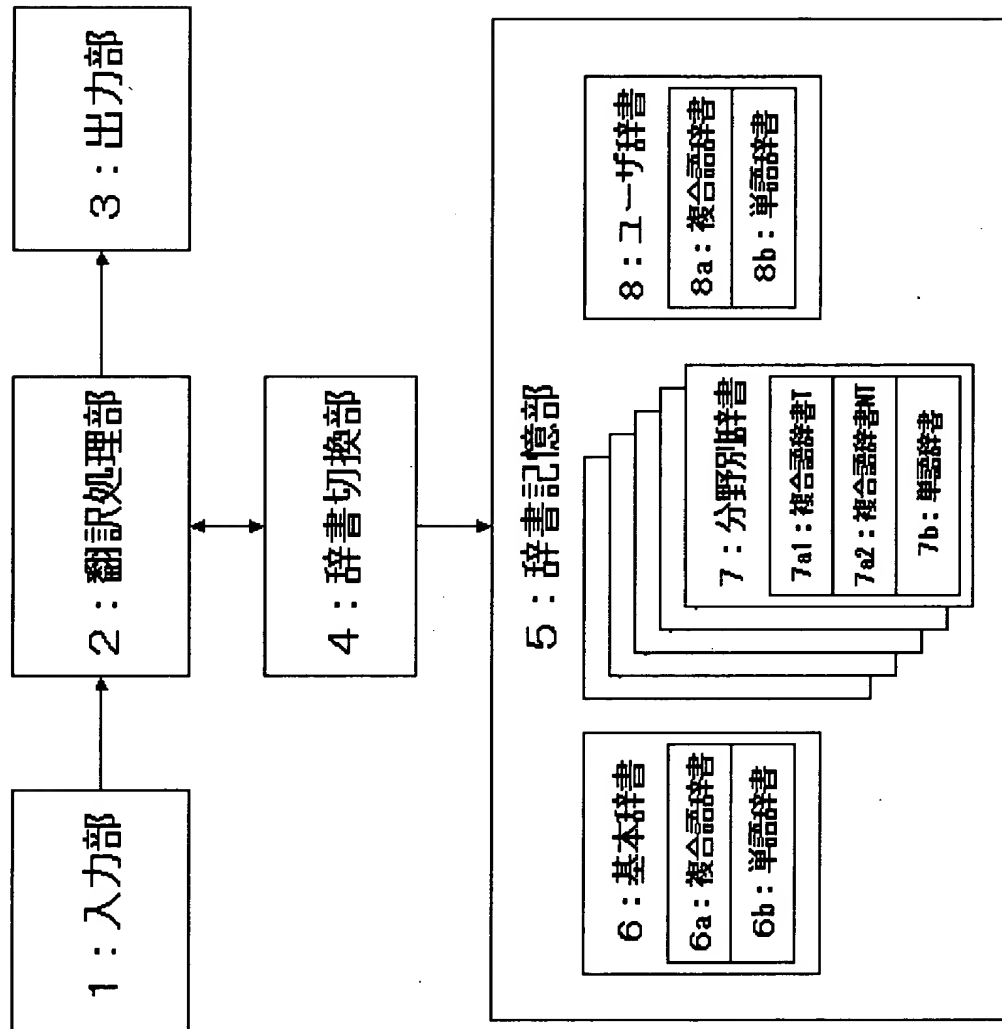 1：入力部
2：翻訳処理部
3：出力部
4：辞書切換部
5：辞書記憶部
6：基本辞書
6a：複合語辞書
6b：単語辞書
7：分野別辞書
7a1：複合語辞書T
7a2：複合語辞書NT
7b：単語辞書
8：ユーザ辞書
8a：複合語辞書
8b：単語辞書